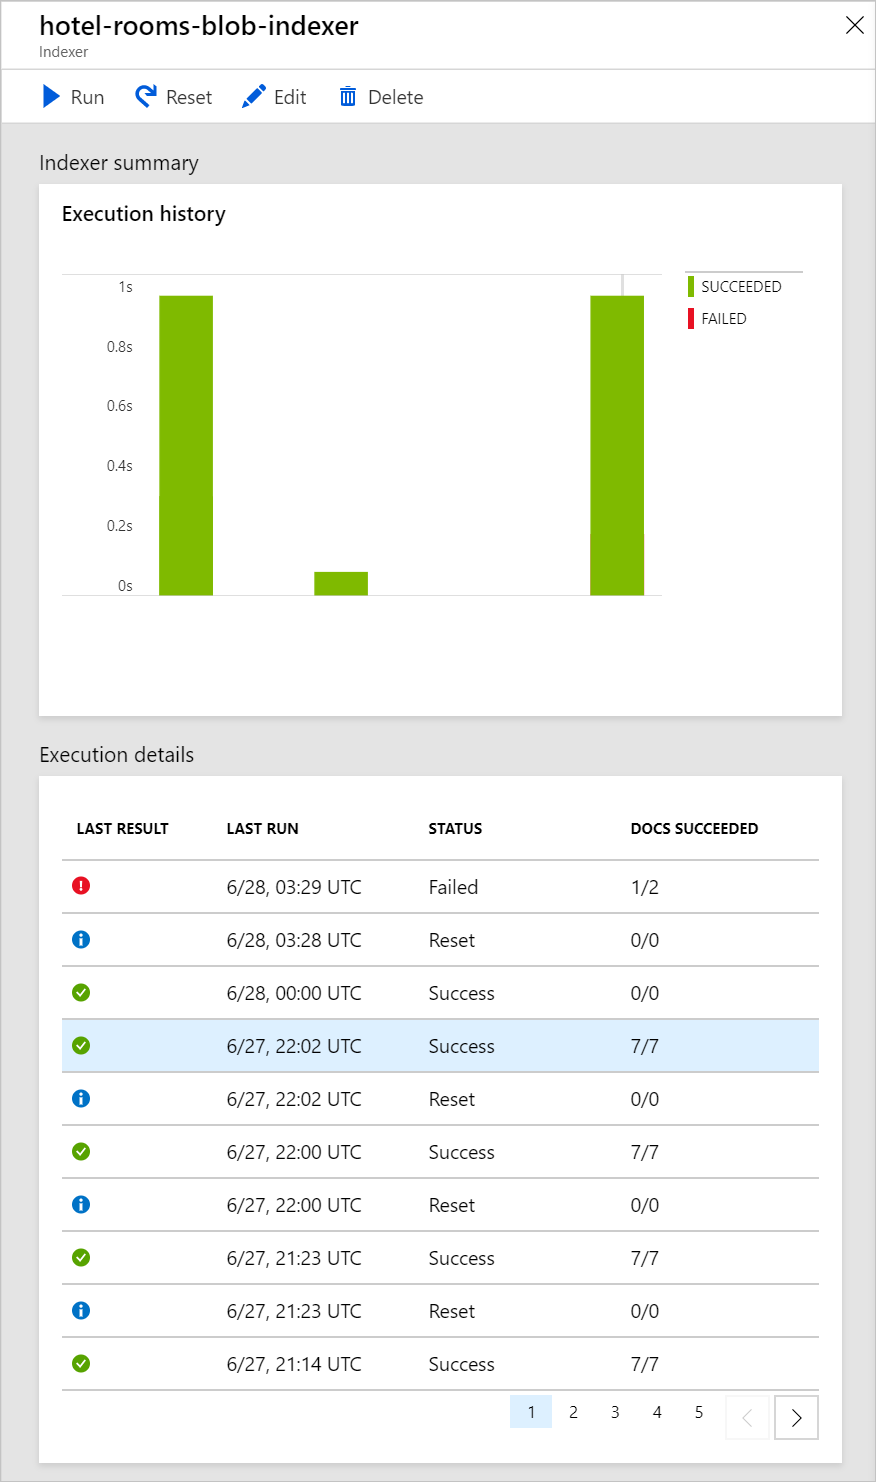 hotel-rooms-blob-indexer
Indexer
Run Reset Edit Delete
Indexer summary
Execution history
1s
0.8s
0.6s
0.4s
0.2s
0s
SUCCEEDED
FAILED
Execution details
LAST RESULT LAST RUN STATUS DOCS SUCCEEDED
6/28, 03:29 UTC Failed 1/2
6/28, 03:28 UTC Reset 0/0
6/28, 00:00 UTC Success 0/0
6/27, 22:02 UTC Success 7/7
6/27, 22:02 UTC Reset 0/0
6/27, 22:00 UTC Success 7/7
6/27, 22:00 UTC Reset 0/0
6/27, 21:23 UTC Success 7/7
6/27, 21:23 UTC Reset 0/0
6/27, 21:14 UTC Success 7/7
1 2 3 4 5